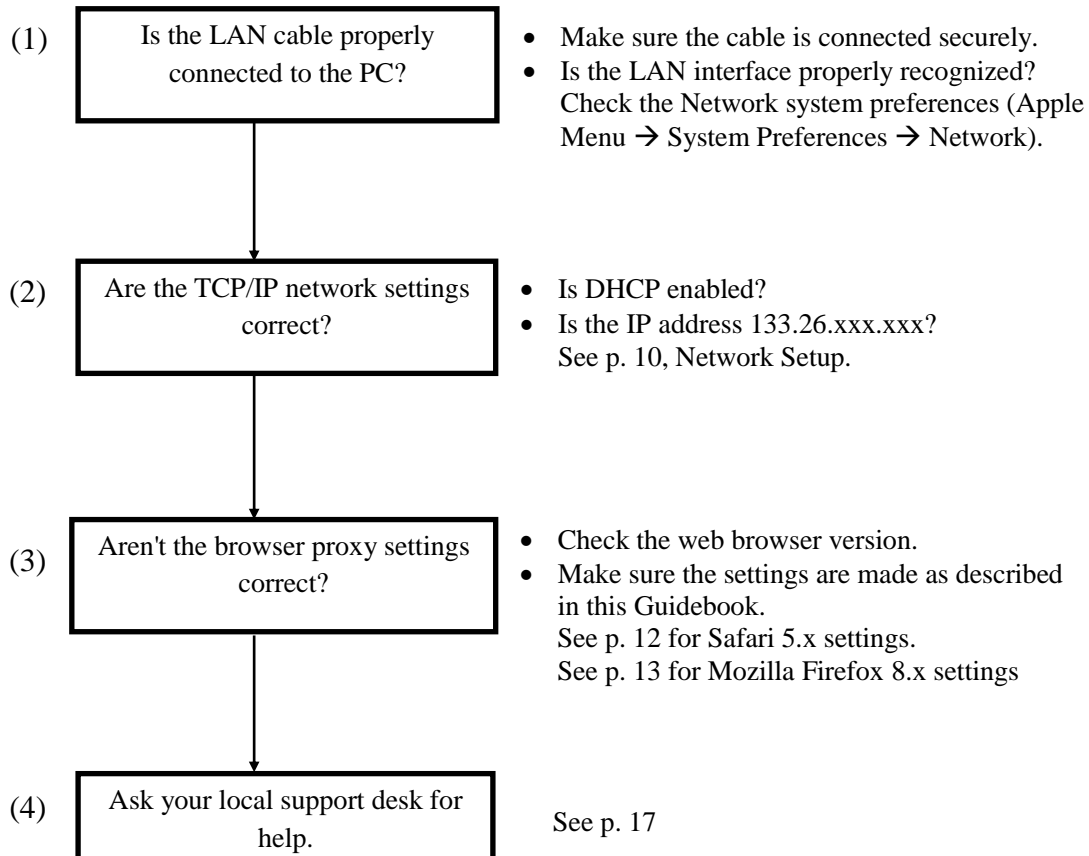 (1)
Is the LAN cable properly
connected to the PC?
• Make sure the cable is connected securely.
• Is the LAN interface properly recognized?
Check the Network system preferences (Apple
Menu → System Preferences → Network).
(2)
Are the TCP/IP network settings
correct?
• Is DHCP enabled?
• Is the IP address 133.26.xxx.xxx?
See p. 10, Network Setup.
(3)
Aren't the browser proxy settings
correct?
• Check the web browser version.
• Make sure the settings are made as described
in this Guidebook.
See p. 12 for Safari 5.x settings.
See p. 13 for Mozilla Firefox 8.x settings
(4)
Ask your local support desk for
help.
See p. 17